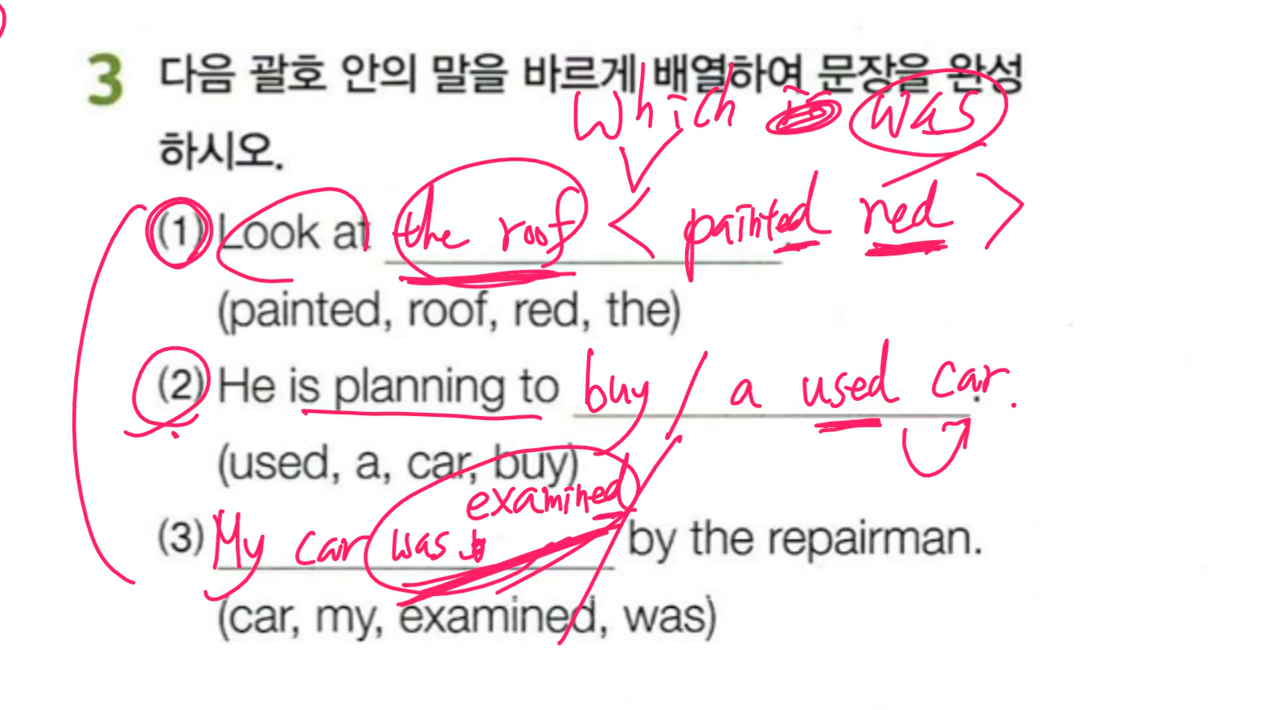 3 다음 괄호 안의 말을 바르게 배열하여 문장을 완성
하시오.
which is was
(1) Look at the roof < painted red >
(painted, roof, red, the)
(2) He is planning to buy / a used car.
(used, a, car, buy)
(3) My car was examined by the repairman.
(car, my, examined, was)